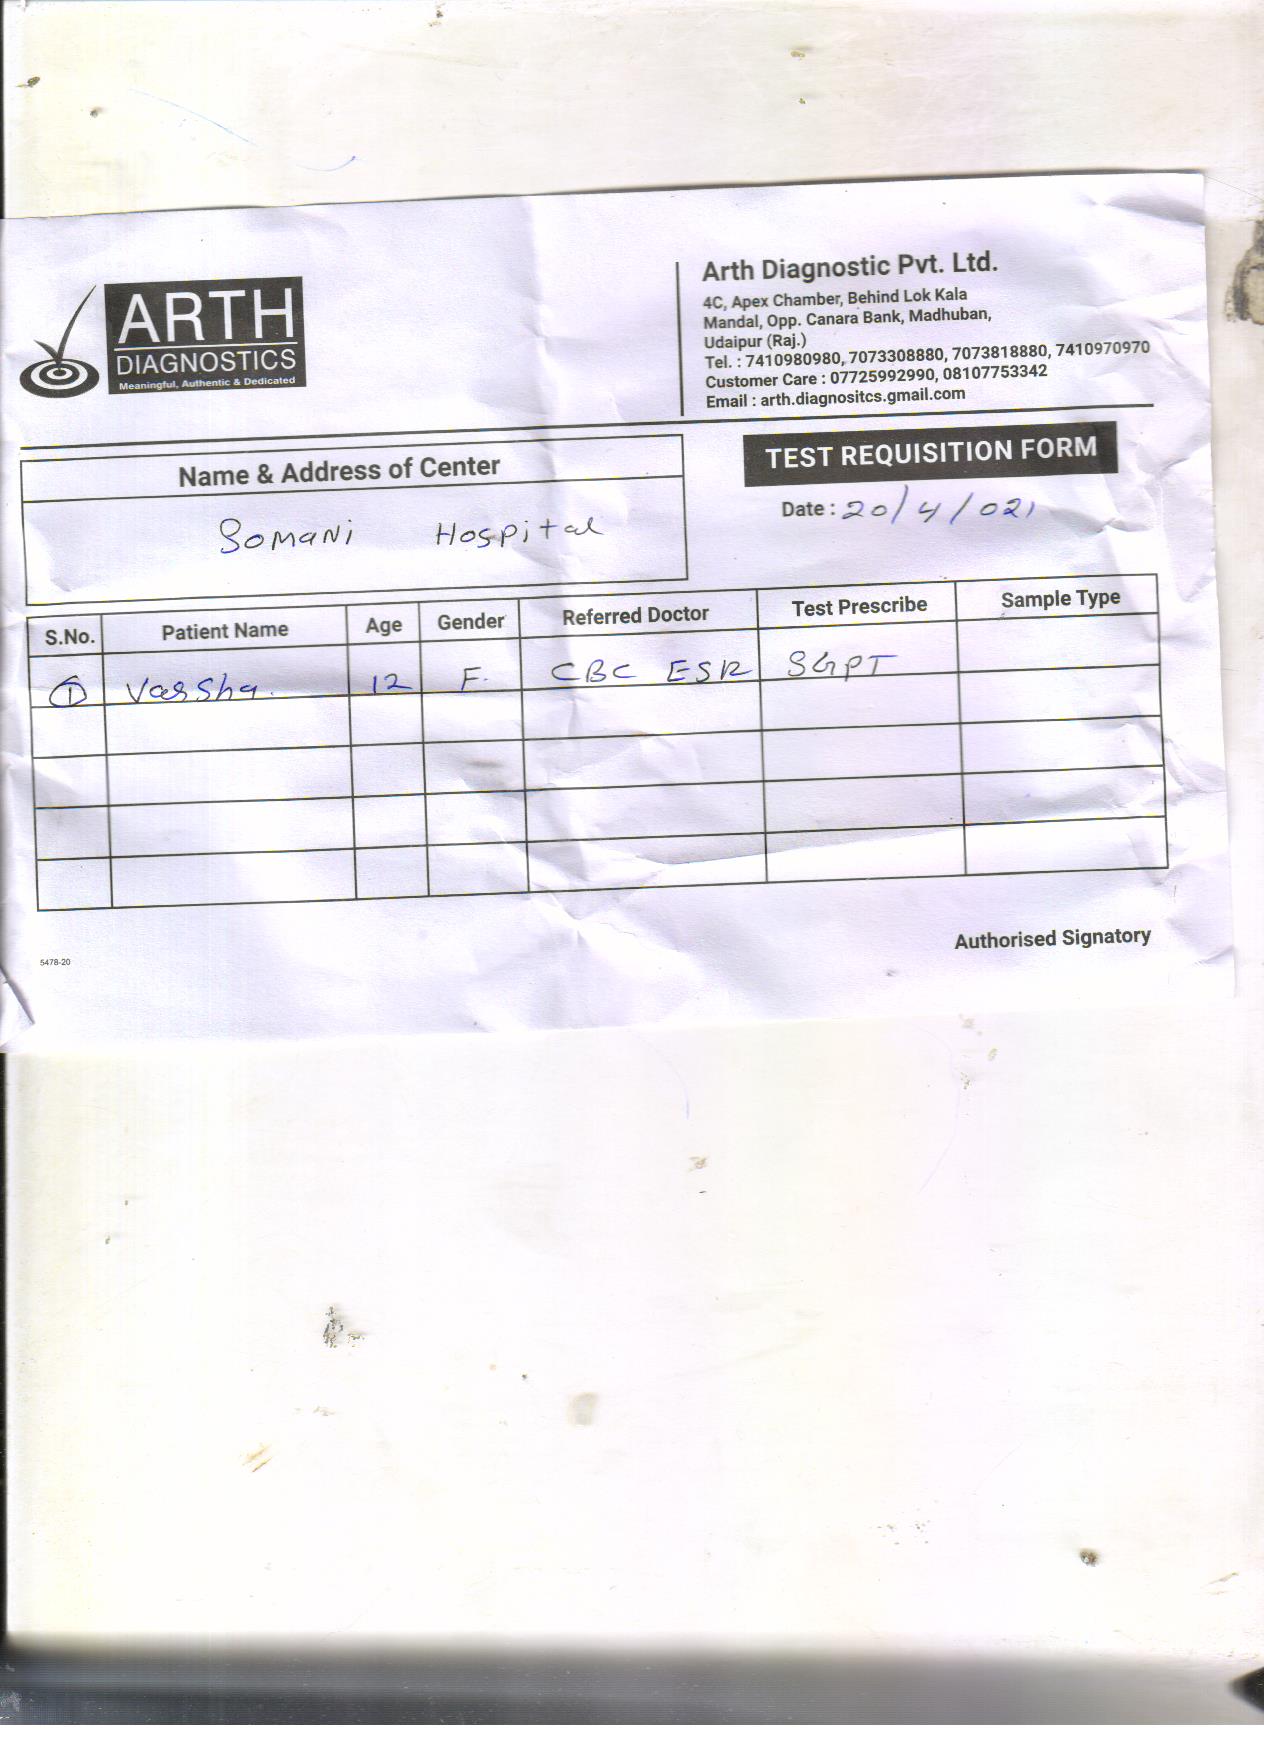 ARTH
DIAGNOSTICS
Meaningful, Authentic & Dedicated
Arth Diagnostic Pvt. Ltd.
4C, Apex Chamber, Behind Lok Kala
Mandal, Opp. Canara Bank, Madhuban,
Udaipur (Raj.)
Tel. : 7410980980, 7073308880, 7073818880, 7410970970
Customer Care : 07725992990, 08107753342
Email : arth.diagnositcs.gmail.com
Name & Address of Center
Somani Hospital
TEST REQUISITION FORM
Date : 20/4/021
S.No. Patient Name Age Gender Referred Doctor Test Prescribe Sample Type
1 Varsha. 12 F. CBC ESR SGPT
Authorised Signatory
5478-20